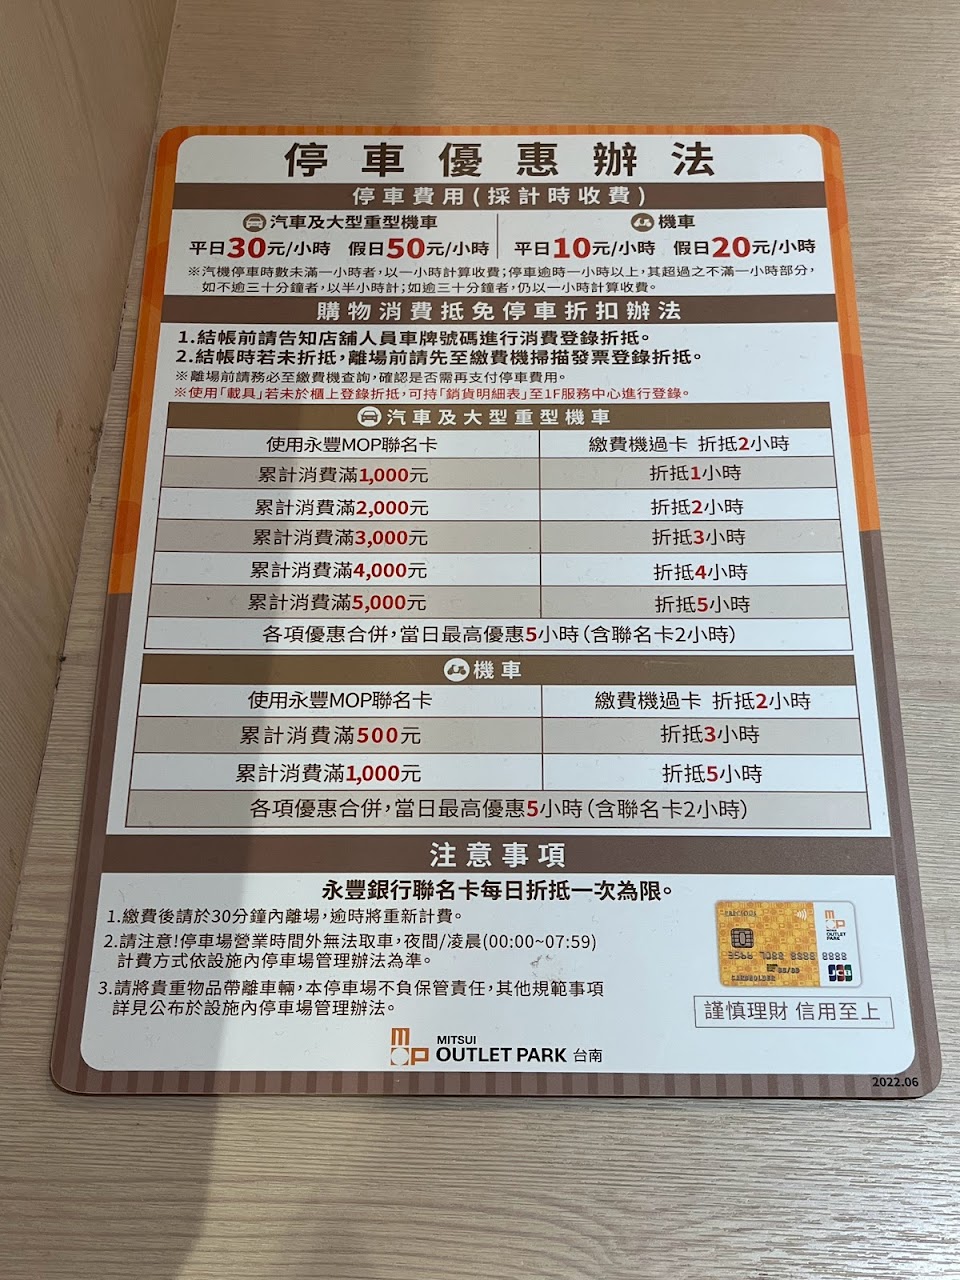 停車優惠辦法
停車費用(採計時收費)
汽車及大型重型機車
機車
平日30元/小時 假日50元/小時
平日10元/小時 假日20元/小時
※汽機停車時數未滿一小時者,以一小時計算收費;停車逾時一小時以上,其超過之不滿一小時部分,
如不逾三十分鐘者,以半小時計;如逾三十分鐘者,仍以一小時計算收費。
購物消費抵免停車折扣辦法
1.結帳前請告知店舖人員車牌號碼進行消費登錄折抵。
2.結帳時若未折抵,離場前請先至繳費機掃描發票登錄折抵。
※離場前請務必至繳費機查詢,確認是否需再支付停車費用。
※使用「載具」若未於櫃上登錄折抵,可持「銷貨明細表」至1F服務中心進行登錄。
汽車及大型重型機車
使用永豐MOP聯名卡 繳費機過卡 折抵2小時
累計消費滿1,000元 折抵1小時
累計消費滿2,000元 折抵2小時
累計消費滿3,000元 折抵3小時
累計消費滿4,000元 折抵4小時
累計消費滿5,000元 折抵5小時
各項優惠合併,當日最高優惠5小時(含聯名卡2小時)
機車
使用永豐MOP聯名卡 繳費機過卡 折抵2小時
累計消費滿500元 折抵3小時
累計消費滿1,000元 折抵5小時
各項優惠合併,當日最高優惠5小時(含聯名卡2小時)
注意事項
永豐銀行聯名卡每日折抵一次為限。
1.繳費後請於30分鐘內離場,逾時將重新計費。
2.請注意!停車場營業時間外無法取車,夜間/凌晨(00:00~07:59)
計費方式依設施內停車場管理辦法為準。
3.請將貴重物品帶離車輛,本停車場不負保管責任,其他規範事項
詳見公布於設施內停車場管理辦法。
MOP
OUTLET
PARK
JCB
謹慎理財 信用至上
MOP
MITSUI
OUTLET PARK 台南
2022.06